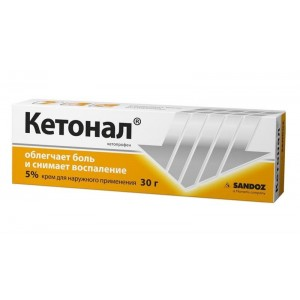 Кетонал®
кетопрофен
облегчает боль
и снимает воспаление
5% крем для наружного применения 30 г
SANDOZ